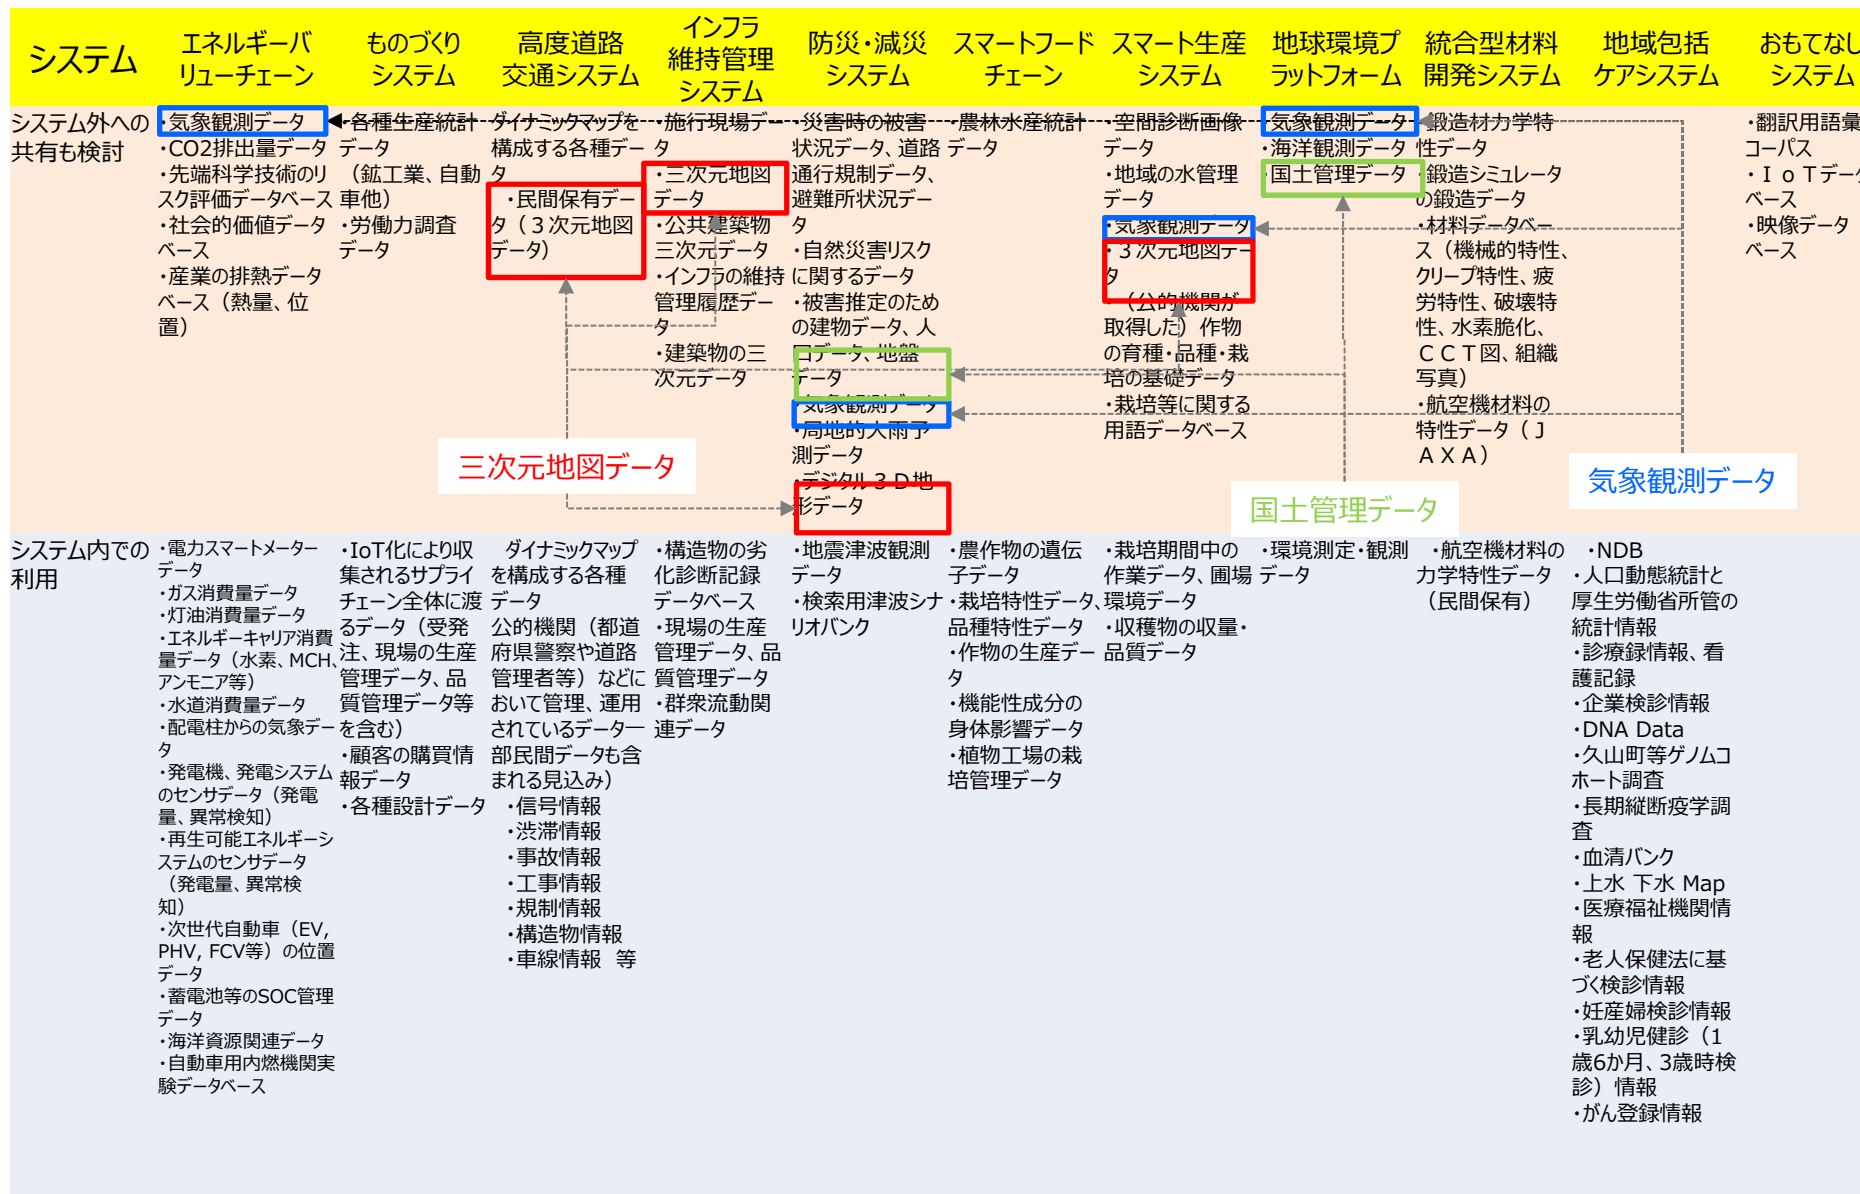 システム
エネルギーバ
リューチェーン
ものづくり
システム
高度道路
交通システム
インフラ
維持管理
システム
防災・減災
システム
スマートフード
チェーン
スマート生産
システム
地球環境プ
ラットフォーム
統合型材料
開発システム
地域包括
ケアシステム
おもてなし
システム
システム外への
共有も検討
・気象観測データ
・CO2排出量データ
・先端科学技術のリ
スク評価データベース
・社会的価値データ
ベース
・産業の排熱データ
ベース（熱量、位
置）
・各種生産統計
データ
（鉱工業、自動
車他）
・労働力調査
データ
ダイナミックマップを
構成する各種デー
タ
・民間保有デー
タ（３次元地図
データ）
・施行現場デー
タ
・三次元地図
データ
・公共建築物
三次元データ
・インフラの維持
管理履歴デー
タ
・建築物の三
次元データ
・災害時の被害
状況データ、道路
通行規制データ、
避難所状況デー
タ
・自然災害リスク
に関するデータ
・被害推定のため
の建物データ、人
口データ、地盤
データ
・気象観測データ
・局地的大雨予
測データ
・デジタル３Ｄ地
形データ
・農林水産統計
データ
・空間診断画像
データ
・地域の水管理
データ
・気象観測データ
・３次元地図デー
タ
・（公的機関が
取得した）作物
の育種・品種・栽
培の基礎データ
・栽培等に関する
用語データベース
・気象観測データ
・海洋観測データ
・国土管理データ
・鍛造材力学特
性データ
・鍛造シミュレータ
の鍛造データ
・材料データベー
ス（機械的特性、
クリープ特性、疲
労特性、破壊特
性、水素脆化、
ＣＣＴ図、組織
写真）
・航空機材料の
特性データ（Ｊ
ＡＸＡ）
・翻訳用語彙
コーパス
・ＩｏＴデータ
ベース
・映像データ
ベース
三次元地図データ
国土管理データ
気象観測データ
システム内での
利用
・電力スマートメーター
データ
・ガス消費量データ
・灯油消費量データ
・エネルギーキャリア消費
量データ（水素、MCH、
アンモニア等）
・水道消費量データ
・配電柱からの気象デー
タ
・発電機、発電システム
のセンサデータ（発電
量、異常検知）
・再生可能エネルギーシ
ステムのセンサデータ
（発電量、異常検
知）
・次世代自動車（EV,
PHV, FCV等）の位置
データ
・蓄電池等のSOC管理
データ
・海洋資源関連データ
・自動車用内燃機関実
験データベース
・IoT化により収
集されるサプライ
チェーン全体に渡
るデータ（受発
注、現場の生産
管理データ、品
質管理データ等
を含む）
・顧客の購買情
報データ
・各種設計データ
ダイナミックマップ
を構成する各種
データ
公的機関（都道
府県警察や道路
管理者等）などに
おいて管理、運用
されているデータ一
部民間データも含
まれる見込み）
・信号情報
・渋滞情報
・事故情報
・工事情報
・規制情報
・構造物情報
・車線情報 等
・構造物の劣
化診断記録
データベース
・現場の生産
管理データ、品
質管理データ
・群衆流動関
連データ
・地震津波観測
データ
・検索用津波シナ
リオバンク
・農作物の遺伝
子データ
・栽培特性データ、
品種特性データ
・作物の生産デー
タ
・機能性成分の
身体影響データ
・植物工場の栽
培管理データ
・栽培期間中の
作業データ、圃場
環境データ
・収穫物の収量・
品質データ
・環境測定・観測
データ
・航空機材料の
力学特性データ
（民間保有）
・NDB
・人口動態統計と
厚生労働省所管の
統計情報
・診療録情報、看
護記録
・企業検診情報
・DNA Data
・久山町等ゲノムコ
ホート調査
・長期縦断疫学調
査
・血清バンク
・上水 下水 Map
・医療福祉機関情
報
・老人保健法に基
づく検診情報
・妊産婦検診情報
・乳幼児健診（1
歳6か月、3歳時検
診）情報
・がん登録情報